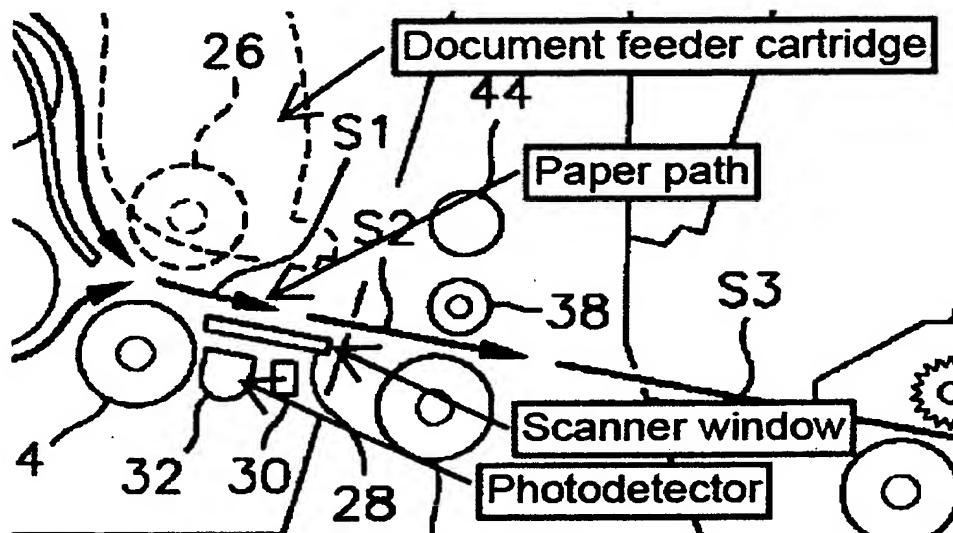 Document feeder cartridge
26
44
S1
Paper path
S2
38
S3
Scanner window
4
32
30
28
Photodetector